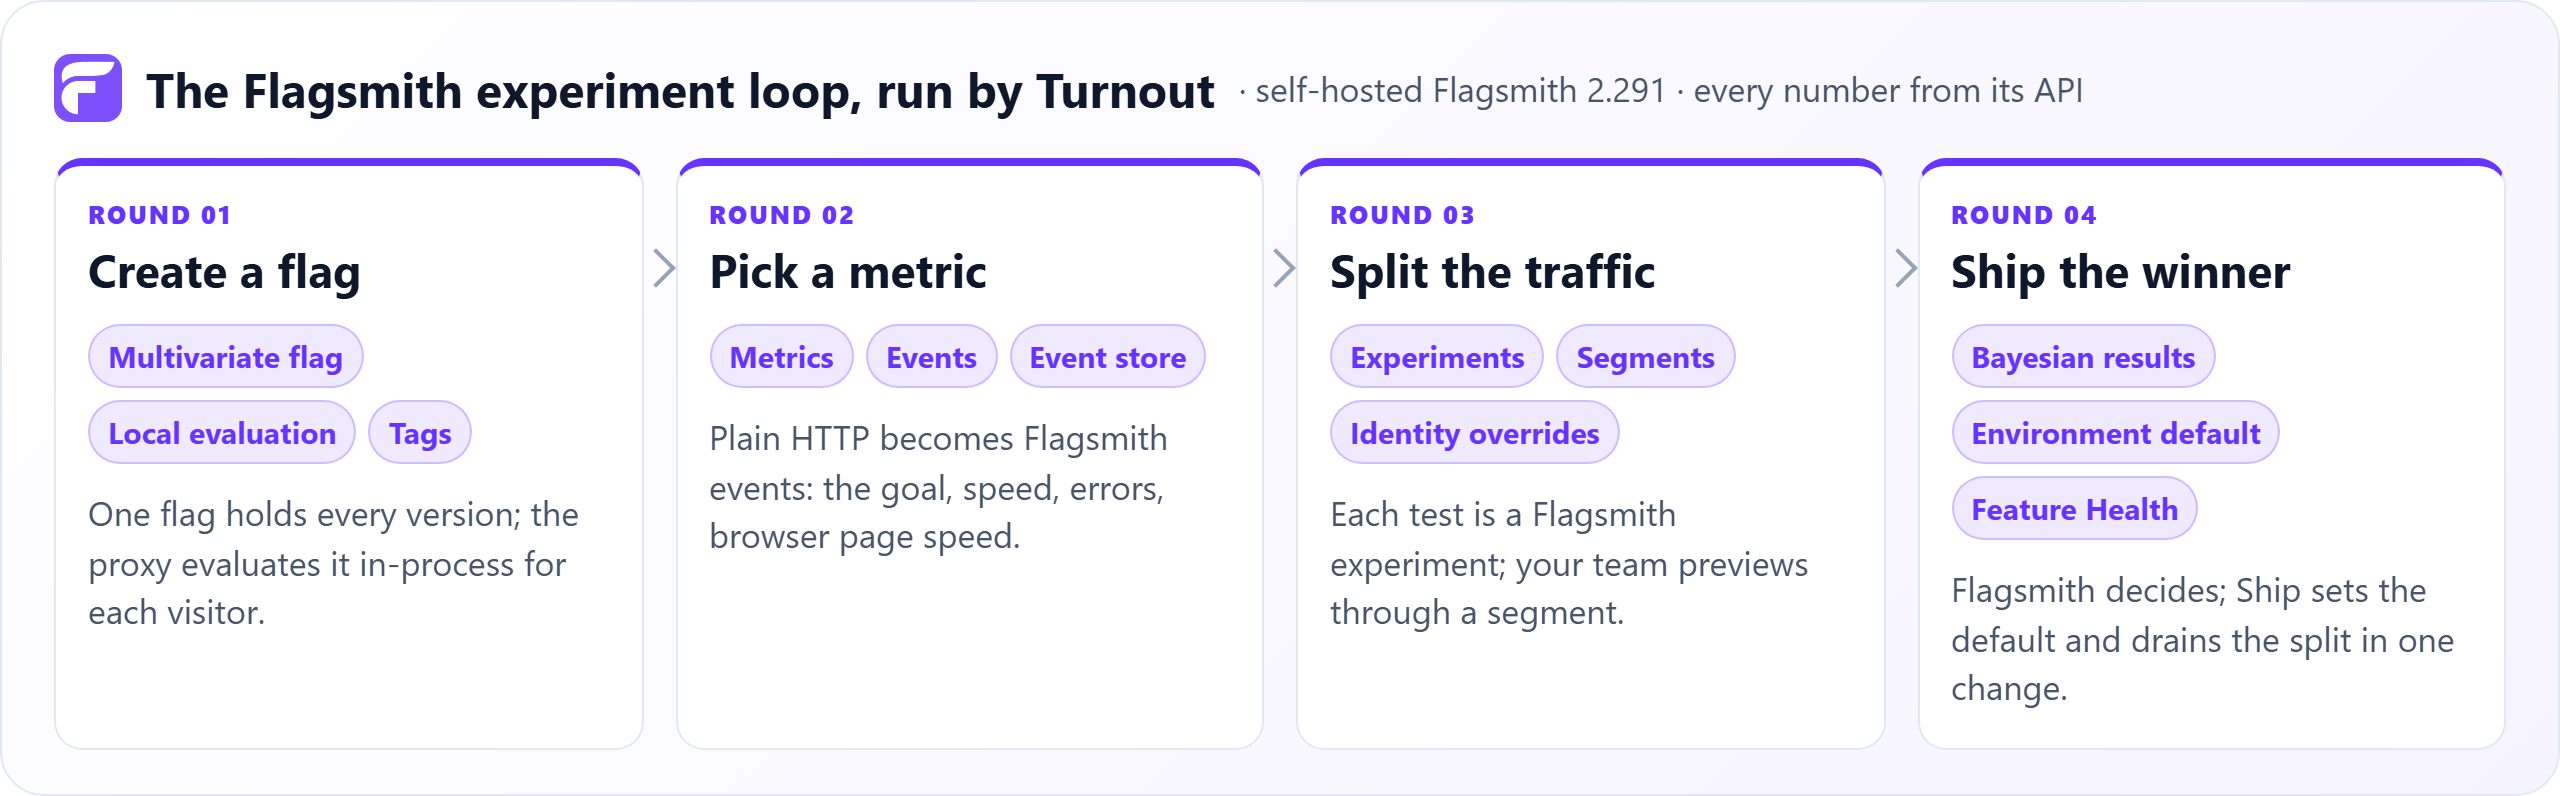 The Flagsmith experiment loop, run by Turnout · self-hosted Flagsmith 2.291 · every number from its API
ROUND 01
Create a flag
Multivariate flag
Local evaluation Tags
One flag holds every version; the
proxy evaluates it in-process for
each visitor.
ROUND 02
Pick a metric
Metrics Events Event store
Plain HTTP becomes Flagsmith
events: the goal, speed, errors,
browser page speed.
ROUND 03
Split the traffic
Experiments Segments
Identity overrides
Each test is a Flagsmith
experiment; your team previews
through a segment.
ROUND 04
Ship the winner
Bayesian results
Environment default
Feature Health
Flagsmith decides; Ship sets the
default and drains the split in one
change.